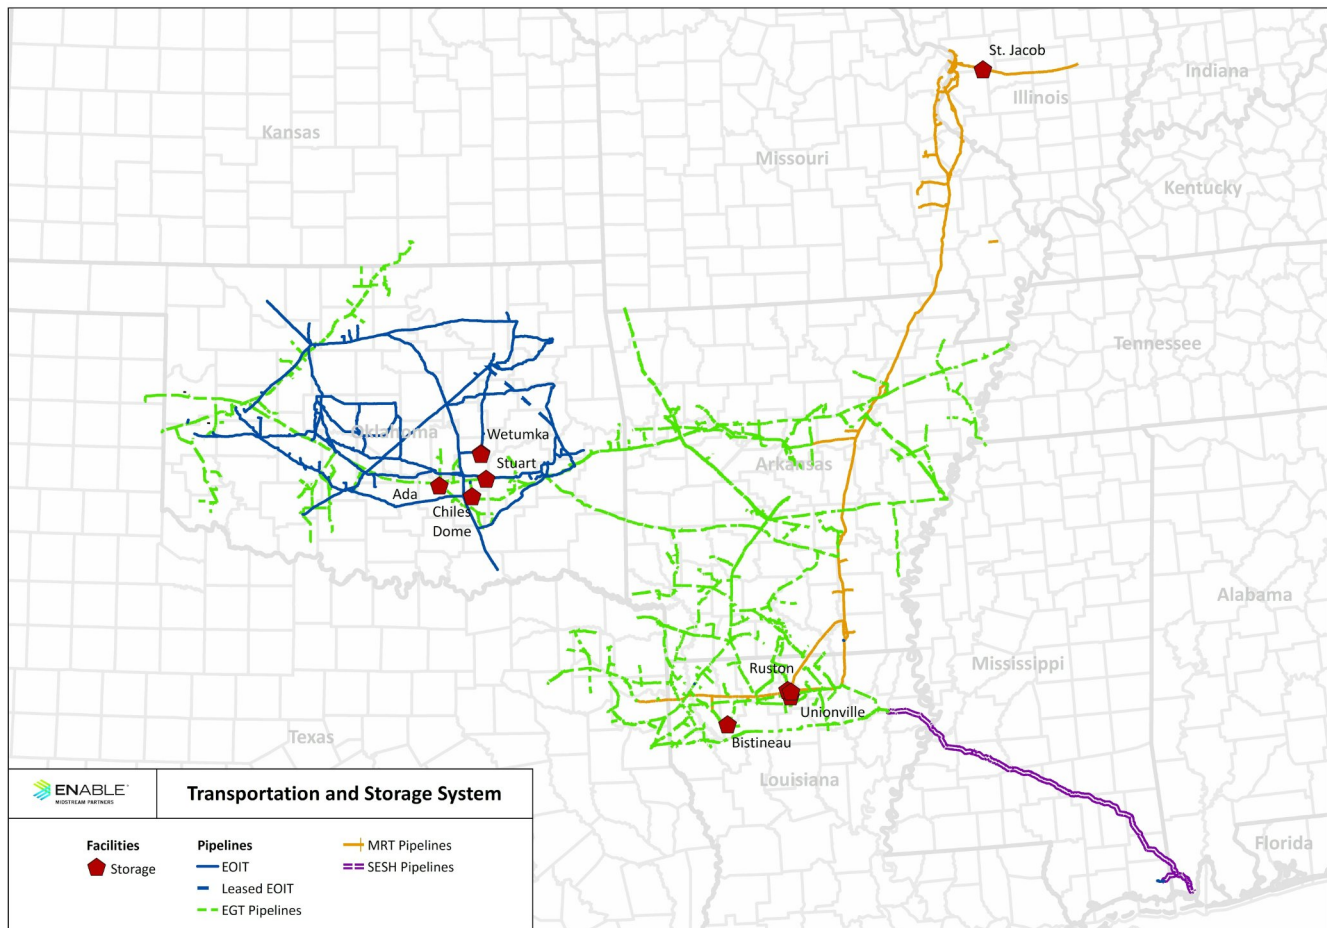 St. Jacob
Indiana
Illinois
Kansas
Missouri
Kentucky
Tennessee
Wetumka
Oklahoma
Stuart
Arkansas
Ada
Chiles
Dome
Alabama
Mississippi
Ruston
Unionville
Texas
Bistineau
Louisiana
ENABLE
MIDSTREAM PARTNERS
Transportation and Storage System
Florida
Facilities
Storage
Pipelines
EOIT
Leased EOIT
EGT Pipelines
MRT Pipelines
SESH Pipelines